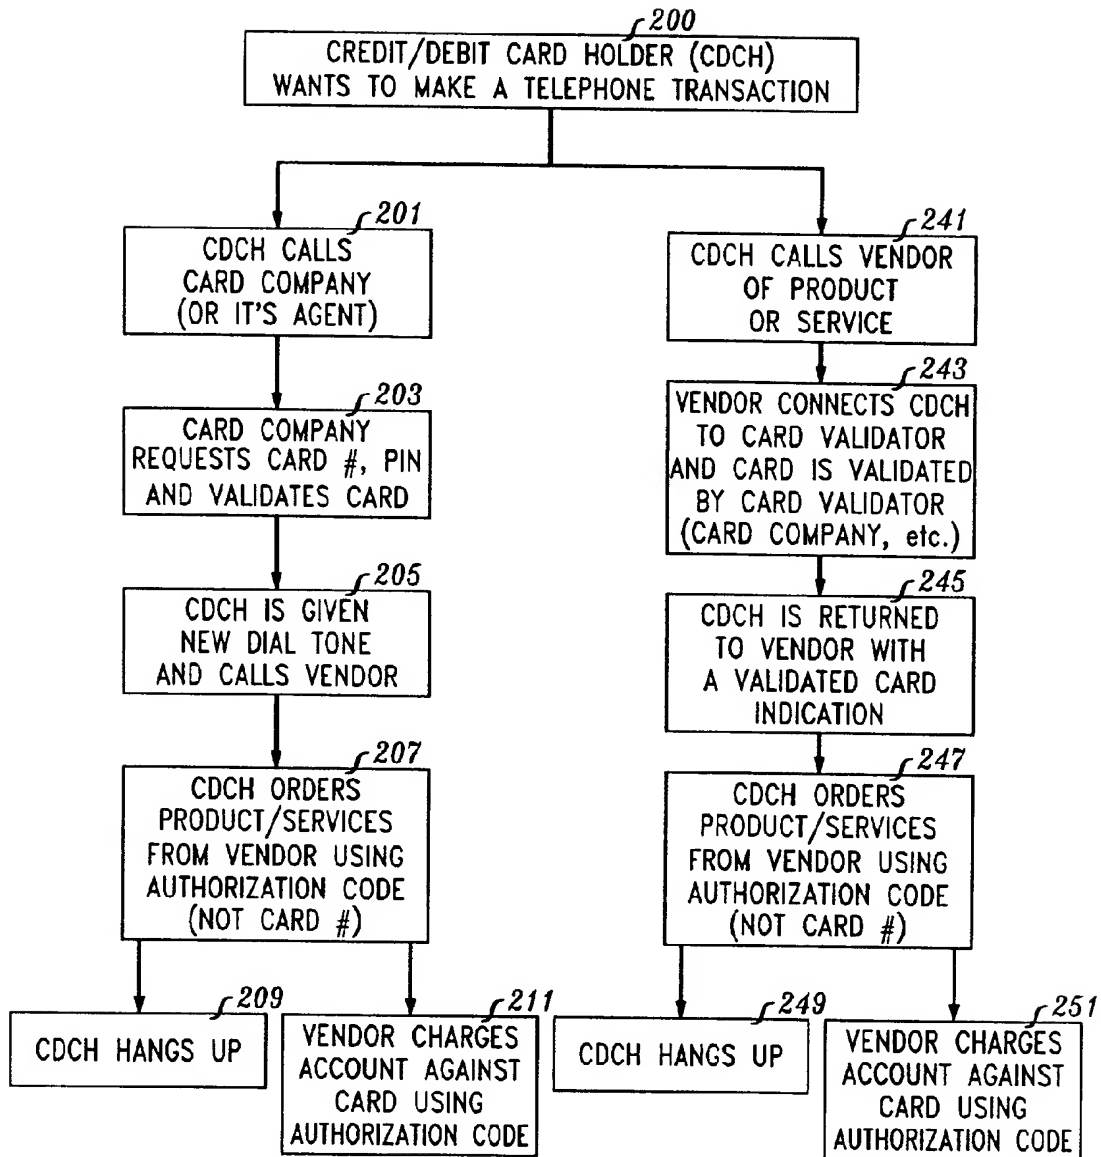 200
CREDIT/DEBIT CARD HOLDER (CDCH)
WANTS TO MAKE A TELEPHONE TRANSACTION
201
CDCH CALLS
CARD COMPANY
(OR IT'S AGENT)
203
CARD COMPANY
REQUESTS CARD #, PIN
AND VALIDATES CARD
205
CDCH IS GIVEN
NEW DIAL TONE
AND CALLS VENDOR
207
CDCH ORDERS
PRODUCT/SERVICES
FROM VENDOR USING
AUTHORIZATION CODE
(NOT CARD #)
209
CDCH HANGS UP
211
VENDOR CHARGES
ACCOUNT AGAINST
CARD USING
AUTHORIZATION CODE
241
CDCH CALLS VENDOR
OF PRODUCT
OR SERVICE
243
VENDOR CONNECTS CDCH
TO CARD VALIDATOR
AND CARD IS VALIDATED
BY CARD VALIDATOR
(CARD COMPANY, etc.)
245
CDCH IS RETURNED
TO VENDOR WITH
A VALIDATED CARD
INDICATION
247
CDCH ORDERS
PRODUCT/SERVICES
FROM VENDOR USING
AUTHORIZATION CODE
(NOT CARD #)
249
CDCH HANGS UP
251
VENDOR CHARGES
ACCOUNT AGAINST
CARD USING
AUTHORIZATION CODE